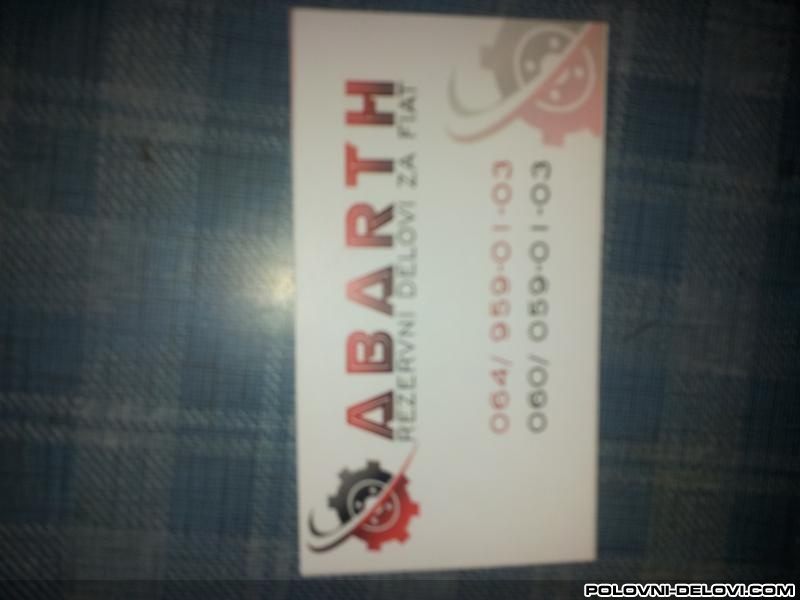 ABARTH
REZERVNI DELOVI ZA FIAT
064/ 959-01-03
060/ 059-01-03
POLOVNI-DELOVI.COM